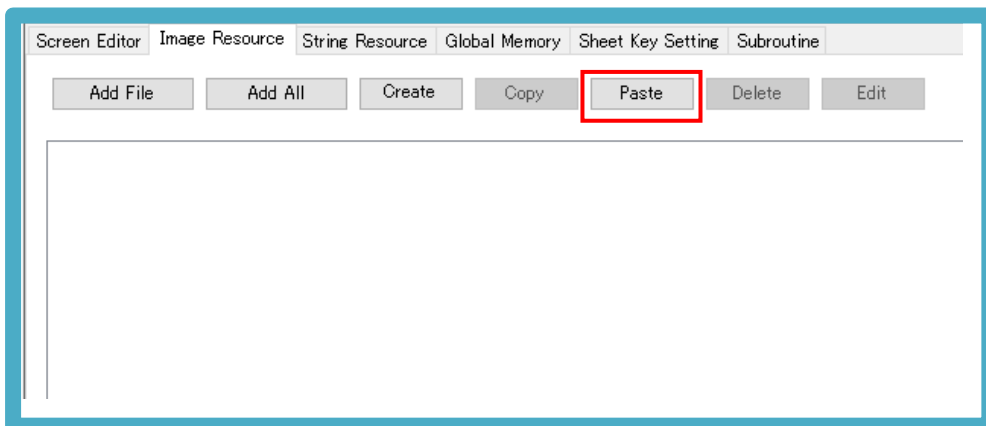 Screen Editor Image Resource String Resource Global Memory Sheet Key Setting Subroutine
Add File Add All Create Copy Paste Delete Edit